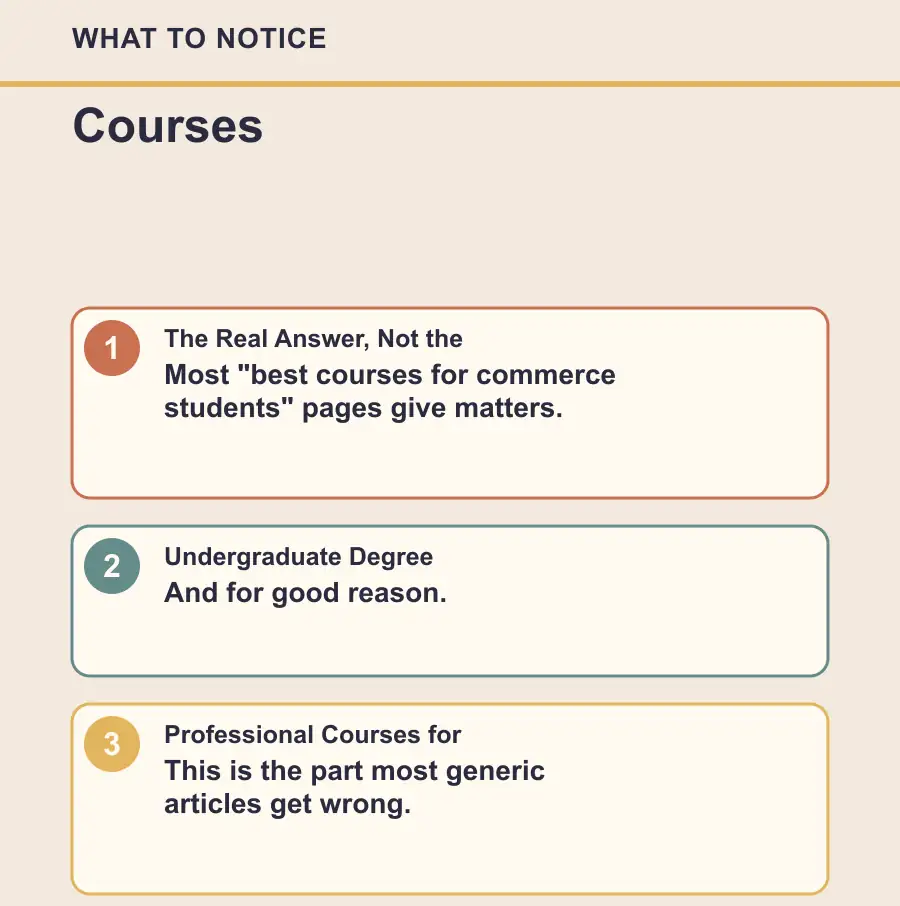 WHAT TO NOTICE
Courses
1
The Real Answer, Not the
Most "best courses for commerce
students" pages give matters.
2
Undergraduate Degree
And for good reason.
3
Professional Courses for
This is the part most generic
articles get wrong.